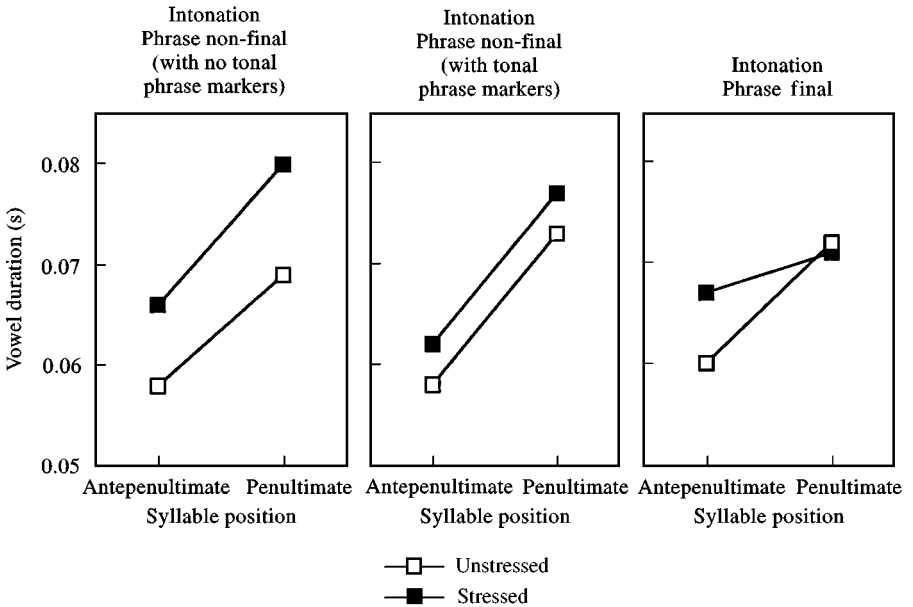 Intonation
Phrase non-final
(with no tonal
phrase markers)
Intonation
Phrase non-final
(with tonal
phrase markers)
Intonation
Phrase final
Vowel duration (s)
0.08
0.07
0.06
0.05
Antepenultimate Penultimate
Syllable position
Antepenultimate Penultimate
Syllable position
Antepenultimate Penultimate
Syllable position
Unstressed
Stressed